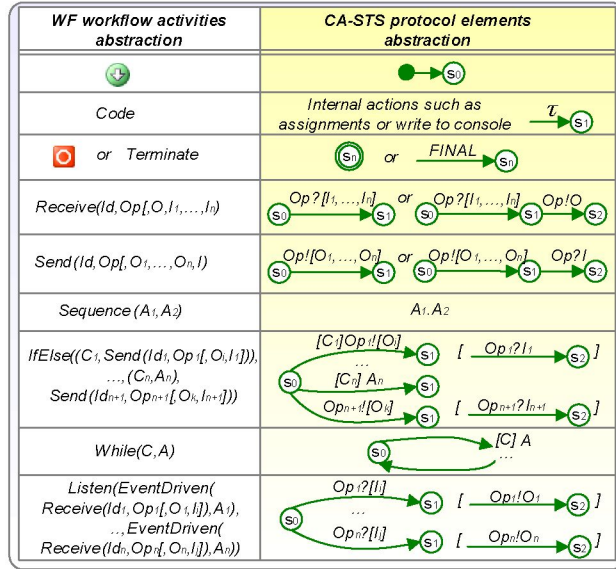 WF workflow activities
abstraction
CA-STS protocol elements
abstraction
s₀
Code
Internal actions such as
assignments or write to console
τ
s₁
or Terminate
sₙ or FINAL sₙ
Receive(Id,Op[,O,I₁,...,Iₙ)
Op?[I₁,...,Iₙ] or Op?[I₁,...,Iₙ] Op!O
s₀ s₁ s₀ s₁ s₂
Send(Id,Op[,O₁,...,Oₙ,I)
Op![O₁,...,Oₙ] or Op![O₁,...,Oₙ] Op?I
s₀ s₁ s₀ s₁ s₂
Sequence(A₁,A₂)
A₁.A₂
IfElse((C₁,Send(Id₁,Op₁[,Oᵢ,I₁])),
...,(Cₙ,Aₙ),
Send(Idₙ₊₁,Opₙ₊₁[,Oₖ,Iₙ₊₁]))
[C₁]Op₁![Oᵢ] s₁ [ Op₁?I₁ s₂ ]
...
s₀ [Cₙ] Aₙ s₁
Opₙ₊₁![Oₖ] s₁ [ Opₙ₊₁?Iₙ₊₁ s₂ ]
While(C,A)
s₀ [C] A
...
Listen(EventDriven(
Receive(Id₁,Op₁[,O₁,Iⱼ]),A₁),
..,EventDriven(
Receive(Idₙ,Opₙ[,Oₙ,Iⱼ]),Aₙ))
Op₁?[Iⱼ] s₁ [ Op₁!O₁ s₂ ]
...
s₀
Opₙ?[Iⱼ] s₁ [ Opₙ!Oₙ s₂ ]